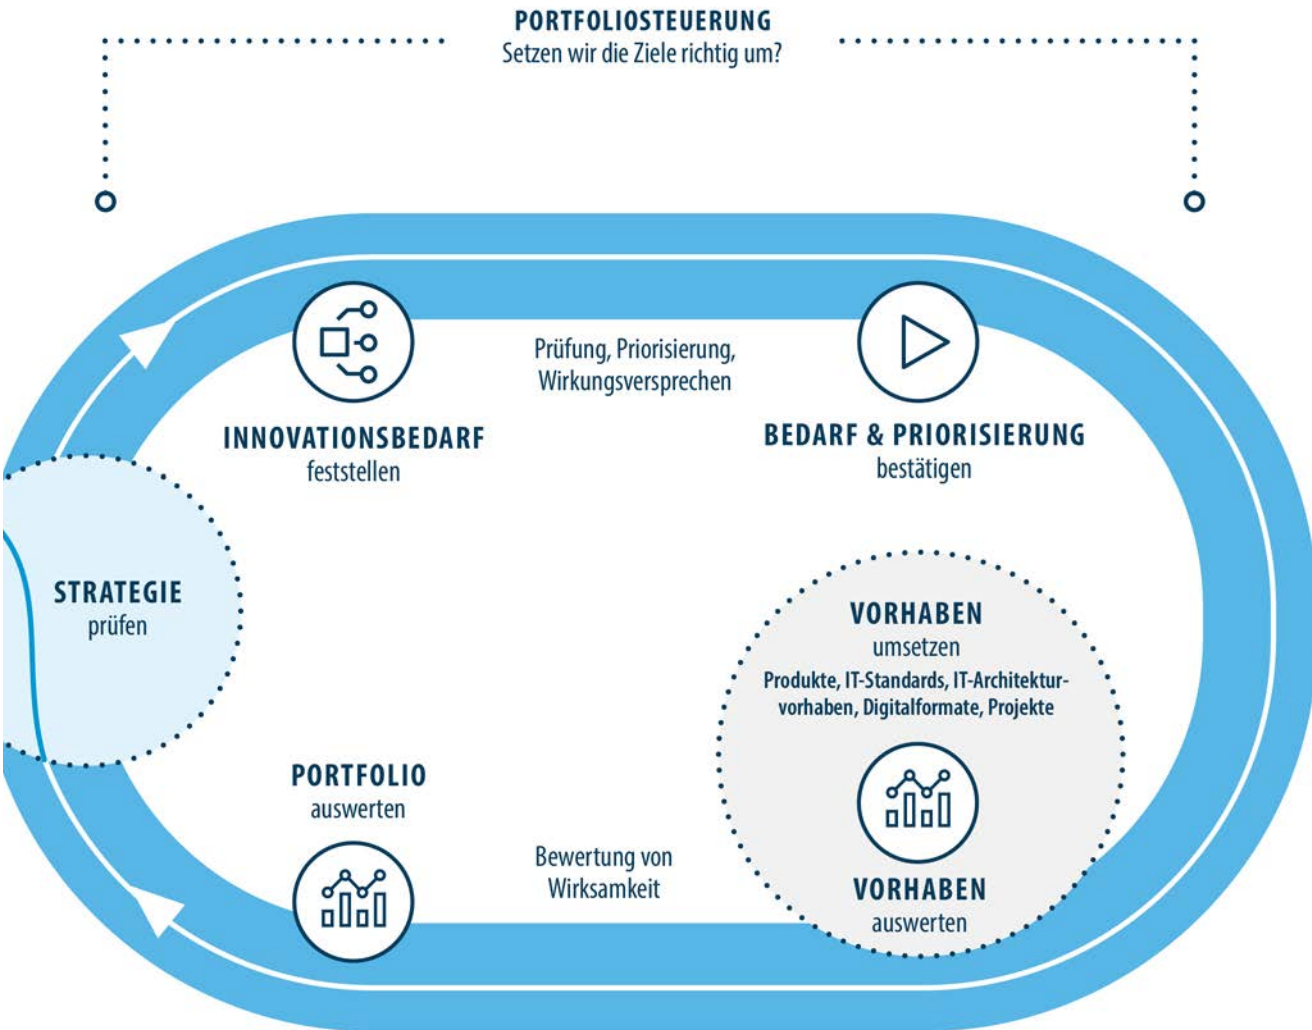 PORTFOLIOSTEUERUNG
Setzen wir die Ziele richtig um?
Prüfung, Priorisierung,
Wirkungsversprechen
INNOVATIONSBEDARF
feststellen
BEDARF & PRIORISIERUNG
bestätigen
STRATEGIE
prüfen
VORHABEN
umsetzen
Produkte, IT-Standards, IT-Architektur-
vorhaben, Digitalformate, Projekte
PORTFOLIO
auswerten
Bewertung von
Wirksamkeit
VORHABEN
auswerten